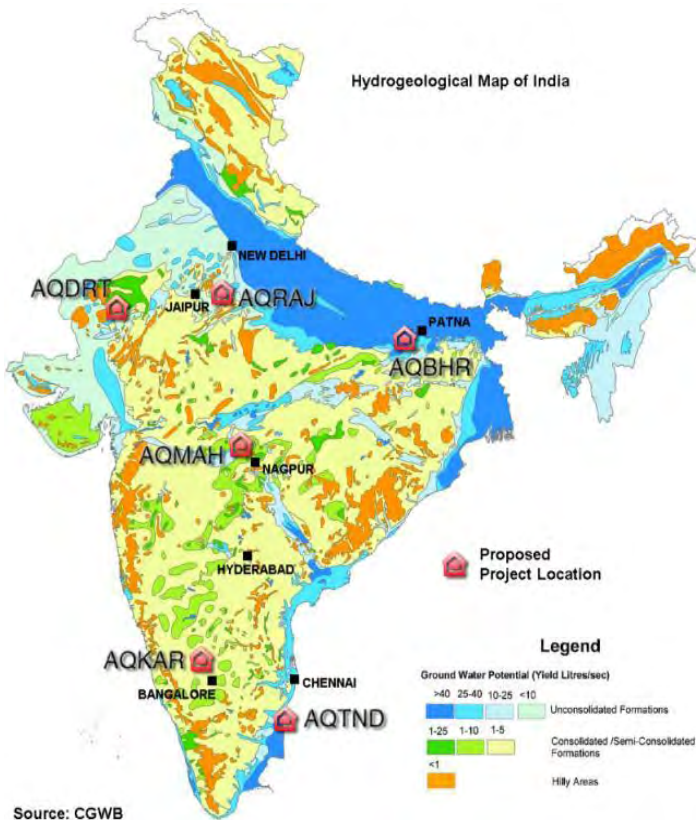 Hydrogeological Map of India
NEW DELHI
AQDRT
JAIPUR
AQRAJ
PATNA
AQBHR
AQMAH
NAGPUR
HYDERABAD
Proposed
Project Location
AQKAR
BANGALORE
CHENNAI
AQTND
Legend
Ground Water Potential (Yield Litres/sec)
>40 25-40 10-25 <10
Unconsolidated Formations
1-25 1-10 1-5
Consolidated /Semi-Consolidated
Formations
<1
Hilly Areas
Source: CGWB